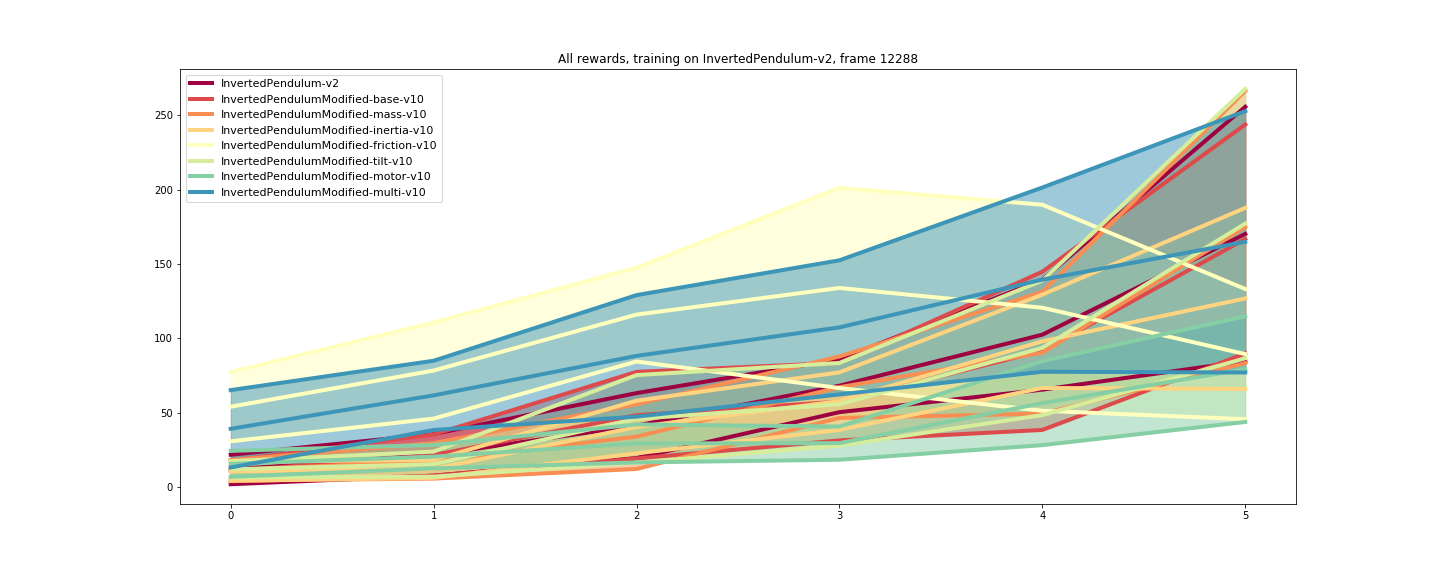 All rewards, training on InvertedPendulum-v2, frame 12288
InvertedPendulum-v2
InvertedPendulumModified-base-v10
InvertedPendulumModified-mass-v10
InvertedPendulumModified-inertia-v10
InvertedPendulumModified-friction-v10
InvertedPendulumModified-tilt-v10
InvertedPendulumModified-motor-v10
InvertedPendulumModified-multi-v10
250
200
150
100
50
0
0 1 2 3 4 5